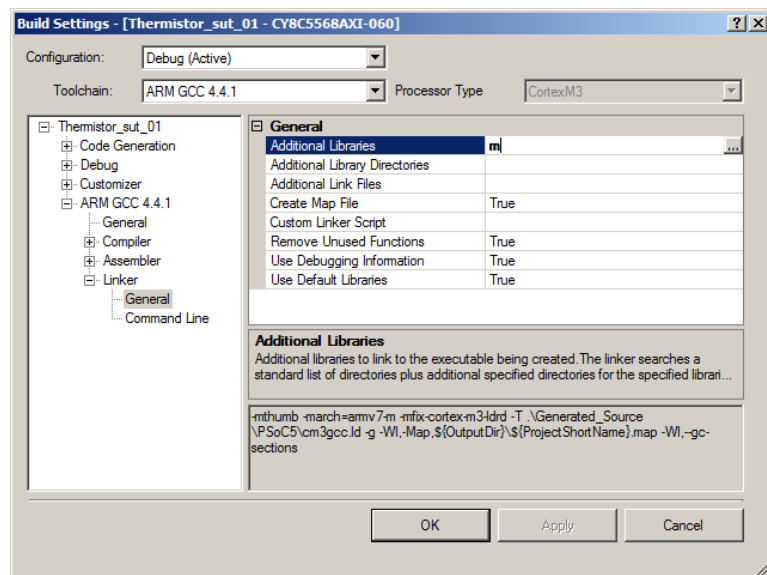 Build Settings - [Thermistor_sut_01 - CY8C5568AXI-060]
Configuration: Debug (Active)
Toolchain: ARM GCC 4.4.1 Processor Type CortexM3
Thermistor_sut_01
Code Generation
Debug
Customizer
ARM GCC 4.4.1
General
Compiler
Assembler
Linker
General
Command Line
General
Additional Libraries m ...
Additional Library Directories
Additional Link Files
Create Map File True
Custom Linker Script
Remove Unused Functions True
Use Debugging Information True
Use Default Libraries True
Additional Libraries
Additional libraries to link to the executable being created.The linker searches a
standard list of directories plus additional specified directories for the specified librari...
-mthumb -march=armv7-m -mfix-cortex-m3-ldrd -T .\Generated_Source
\PSoC5\cm3gcc.ld -g -Wl,-Map,${OutputDir}\${ProjectShortName}.map -Wl,--gc-
sections
OK Apply Cancel